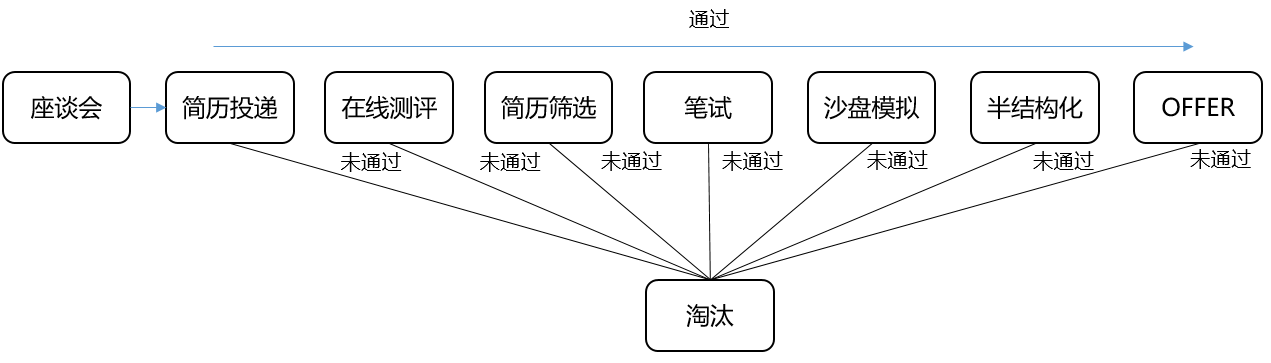 通过
座谈会
简历投递
在线测评
简历筛选
笔试
沙盘模拟
半结构化
OFFER
未通过
未通过
未通过
未通过
未通过
未通过
未通过
淘汰